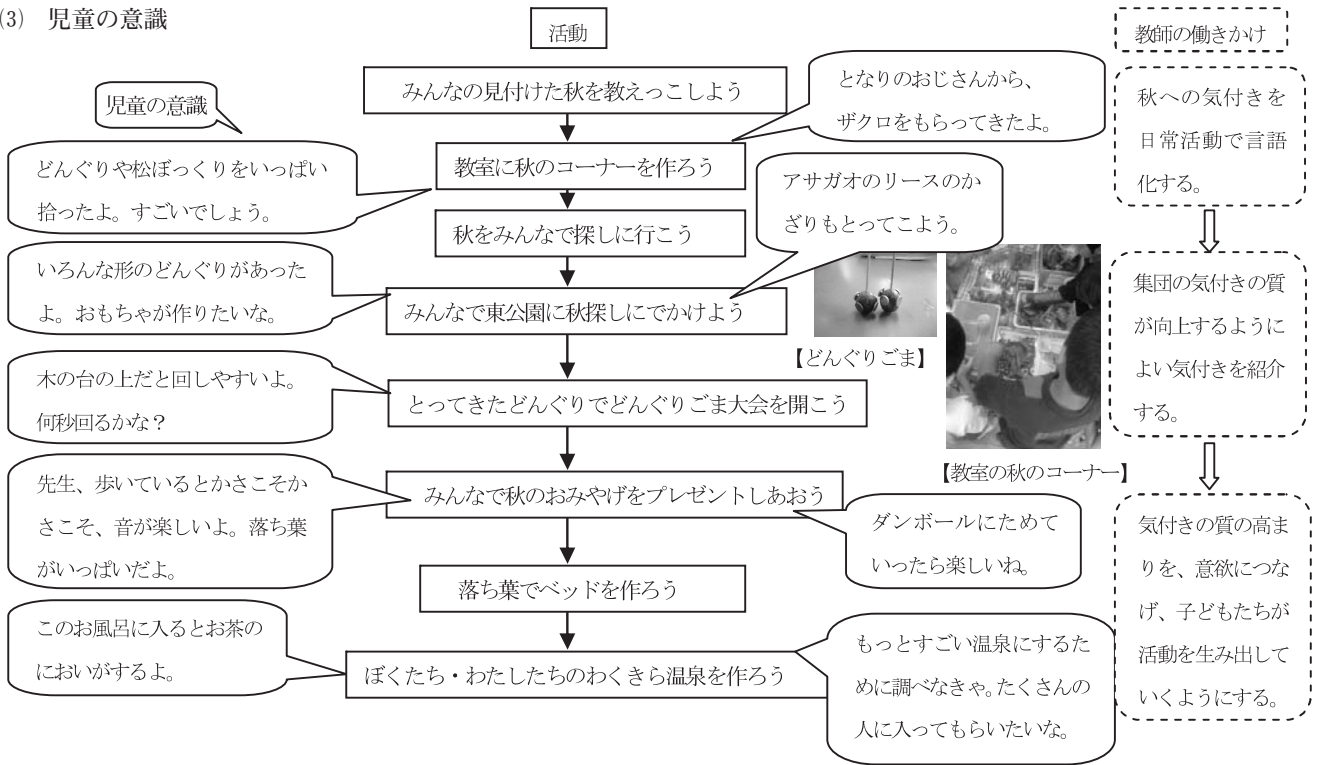 (3) 児童の意識
活動
教師の働きかけ
児童の意識
みんなの見付けた秋を教えっこしよう
となりのおじさんから、
ザクロをもらってきたよ。
秋への気付きを
日常活動で言語
化する。
どんぐりや松ぼっくりをいっぱい
拾ったよ。すごいでしょう。
教室に秋のコーナーを作ろう
アサガオのリースのか
ざりもとってこよう。
秋をみんなで探しに行こう
いろんな形のどんぐりがあった
よ。おもちゃが作りたいな。
みんなで東公園に秋探しにでかけよう
【どんぐりごま】
【教室の秋のコーナー】
集団の気付きの質
が向上するように
よい気付きを紹介
する。
木の台の上だと回しやすいよ。
何秒回るかな？
とってきたどんぐりでどんぐりごま大会を開こう
先生、歩いているとかさこそか
さこそ、音が楽しいよ。落ち葉
がいっぱいだよ。
みんなで秋のおみやげをプレゼントしあおう
ダンボールにためて
いったら楽しいね。
気付きの質の高ま
りを、意欲につな
げ、子どもたちが
活動を生み出して
いくようにする。
落ち葉でベッドを作ろう
このお風呂に入るとお茶の
においがするよ。
ぼくたち・わたしたちのわくきら温泉を作ろう
もっとすごい温泉にするた
めに調べなきゃ。たくさんの
人に入ってもらいたいな。